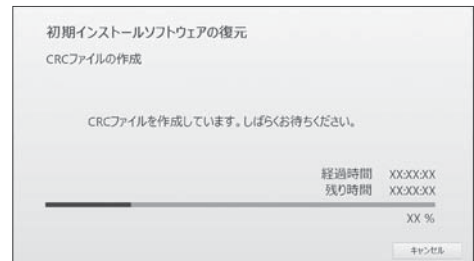 初期インストールソフトウェアの復元
CRCファイルの作成
CRCファイルを作成しています。しばらくお待ちください。
経過時間 XX:XX:XX
残り時間 XX:XX:XX
XX %
キャンセル